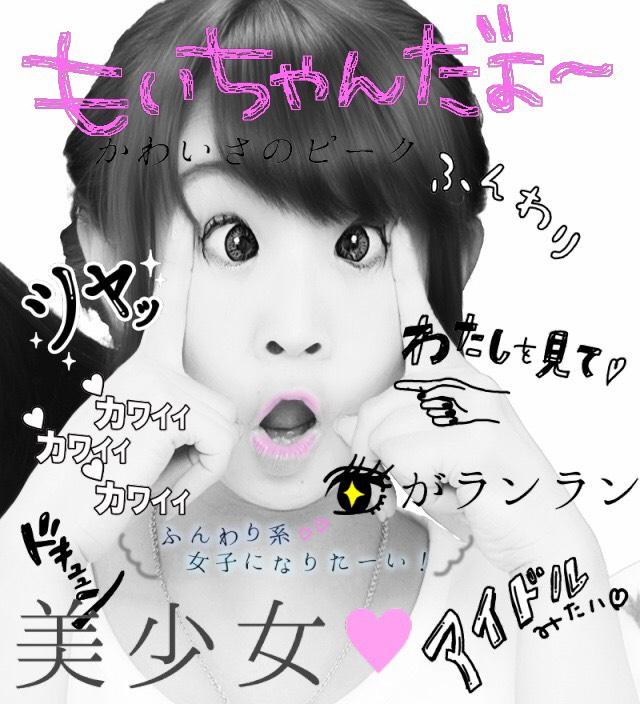 もいちゃんだよ〜
かわいさのピーク
ふんわり
ツヤッ
わたしを見て♡
カワイィ
カワイィ
カワイィ
がランラン
ふんわり系
女子になりたーい！
ドキュン
美少女♥
アイドル
みたい♡